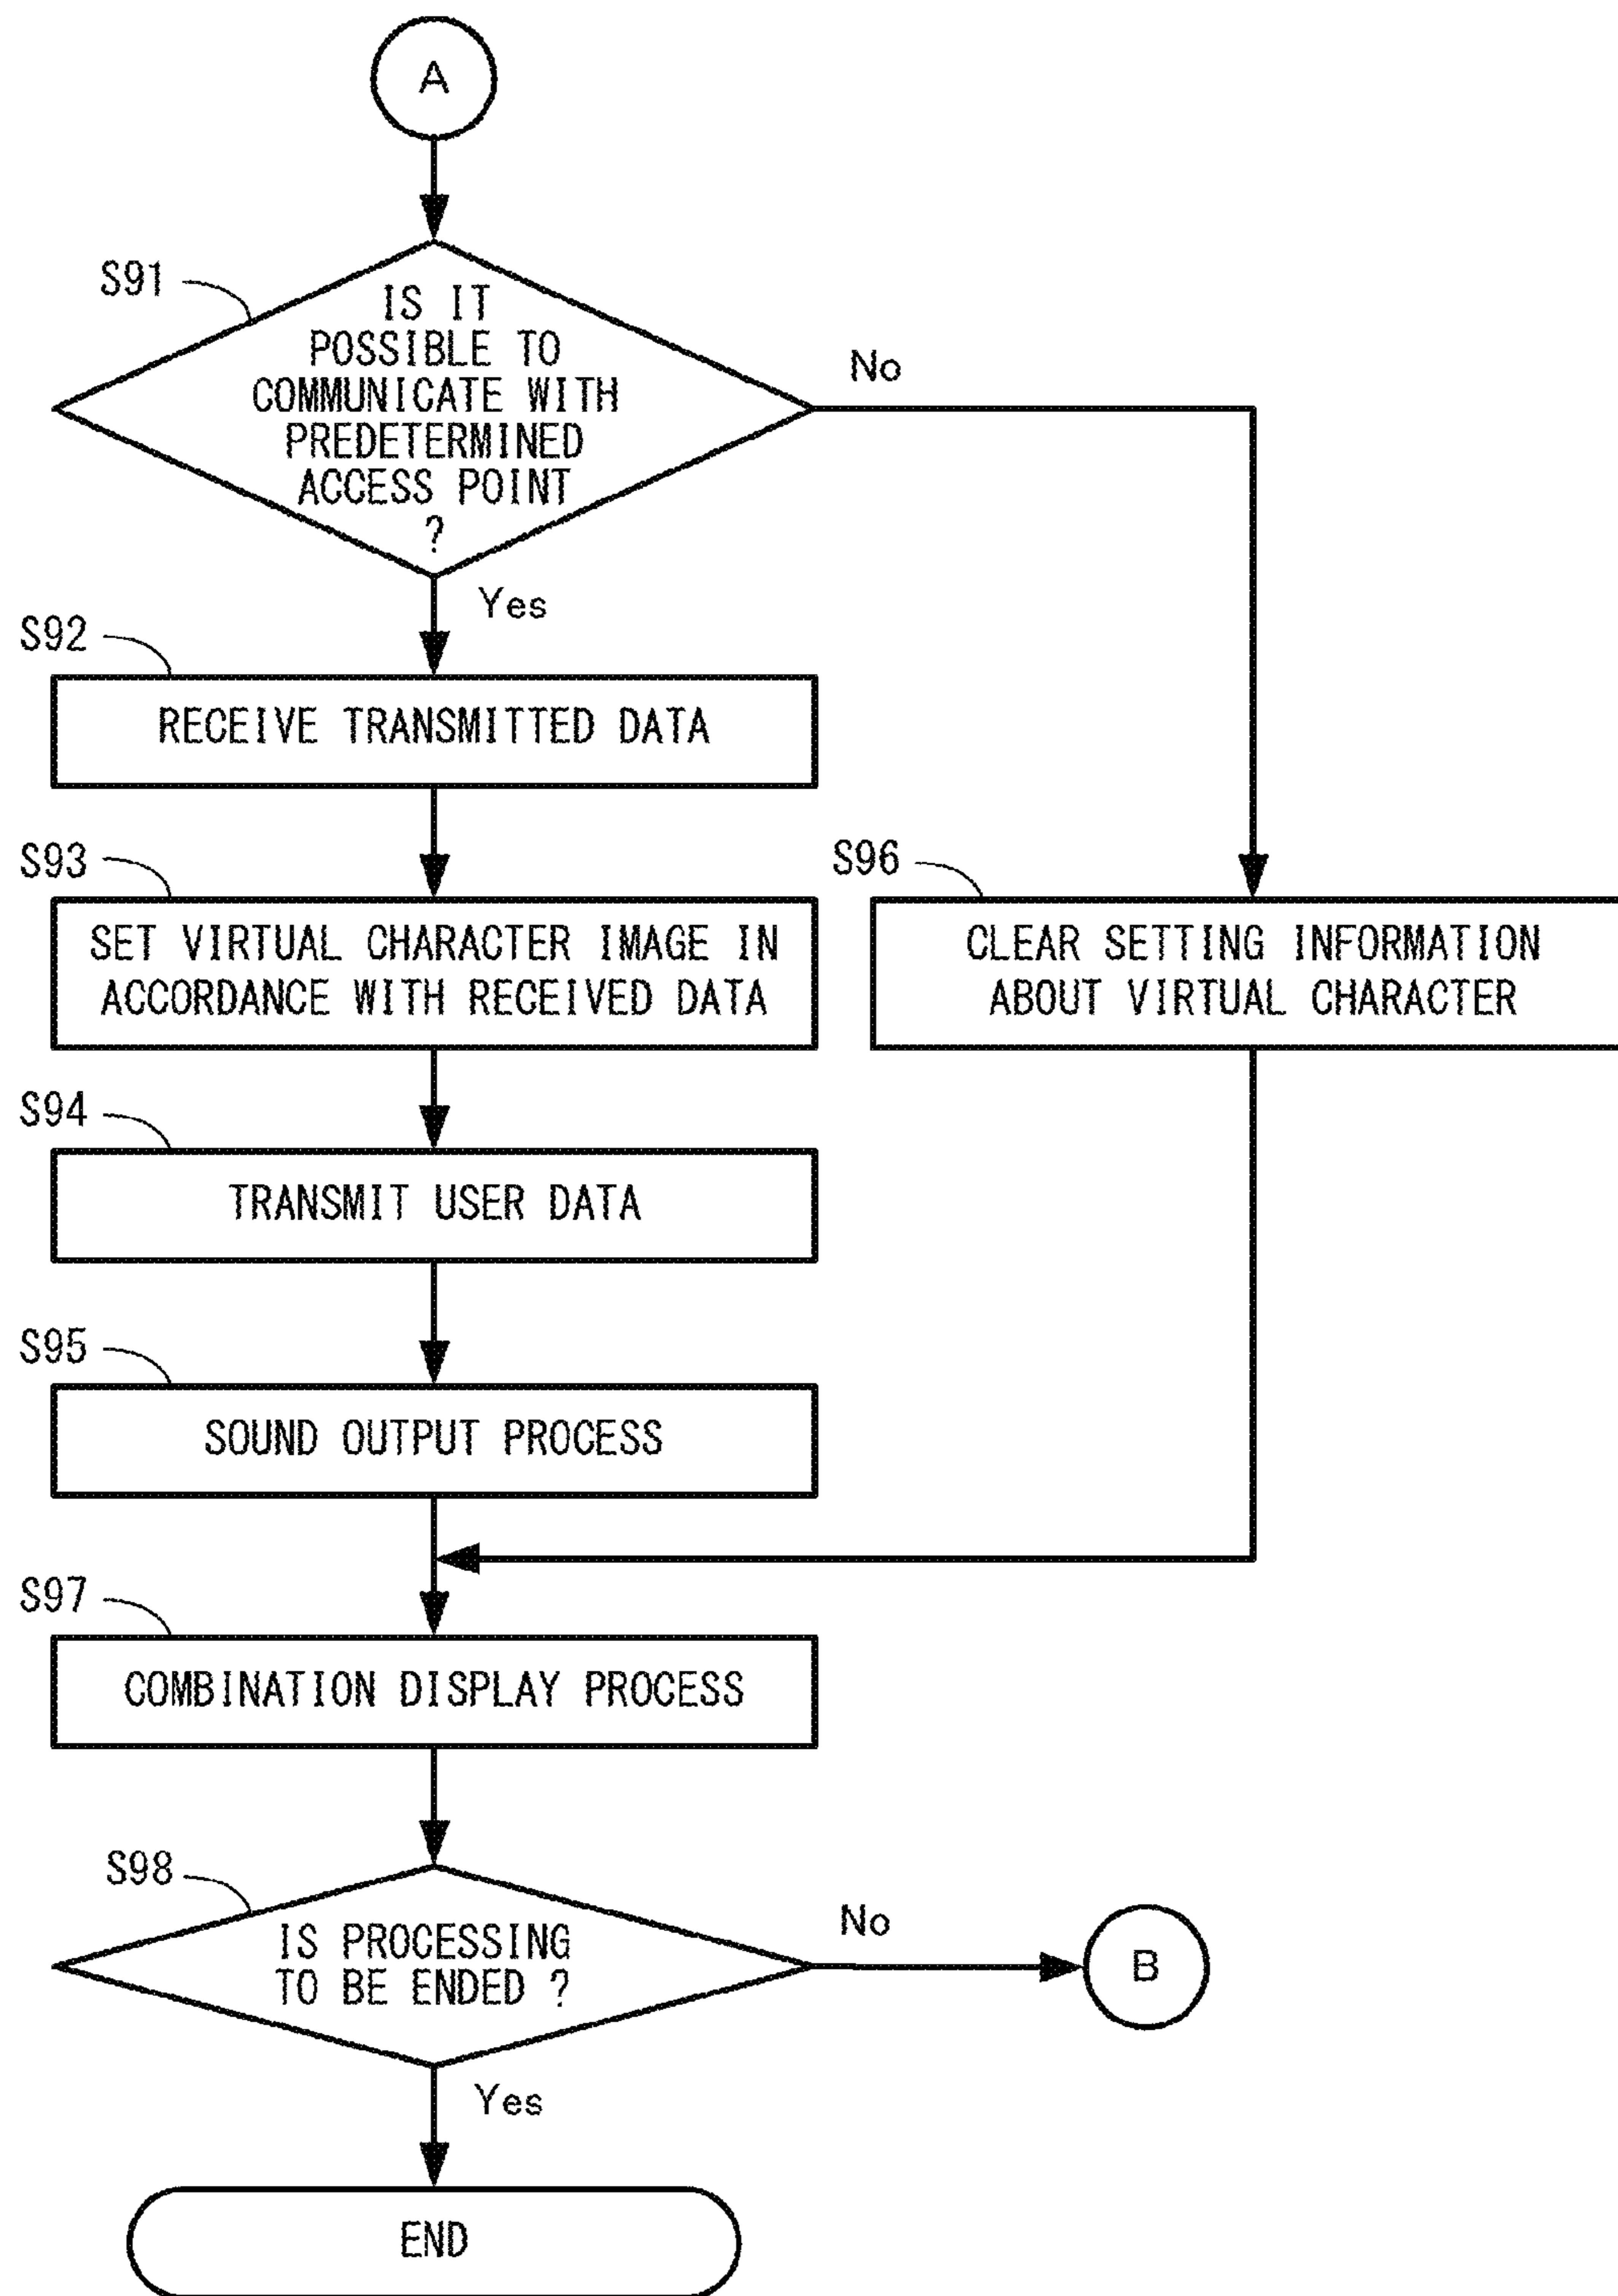 A
S91
IS IT
POSSIBLE TO
COMMUNICATE WITH
PREDETERMINED
ACCESS POINT
?
No
Yes
S92
RECEIVE TRANSMITTED DATA
S93
SET VIRTUAL CHARACTER IMAGE IN
ACCORDANCE WITH RECEIVED DATA
S96
CLEAR SETTING INFORMATION
ABOUT VIRTUAL CHARACTER
S94
TRANSMIT USER DATA
S95
SOUND OUTPUT PROCESS
S97
COMBINATION DISPLAY PROCESS
S98
IS PROCESSING
TO BE ENDED ?
No
B
Yes
END